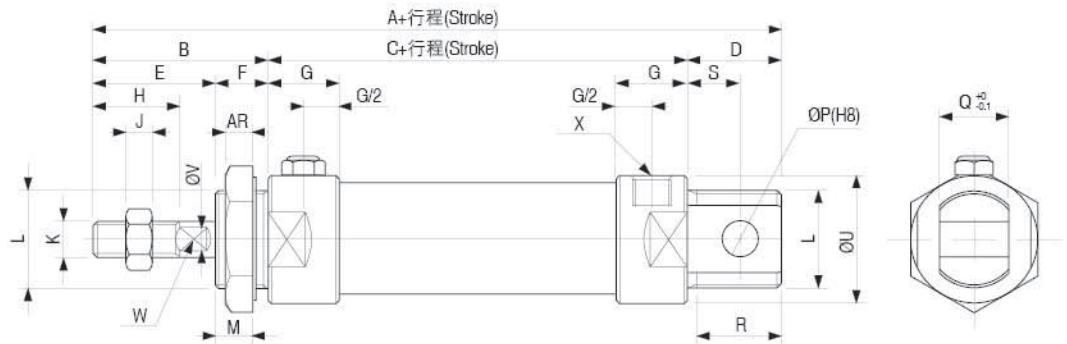 A+行程(Stroke)
B
C+行程(Stroke)
D
E
F
G
G
S
H
G/2
G/2
J
AR
X
ØP(H8)
Q +0 -0.1
ØV
L
K
L
ØU
W
M
R